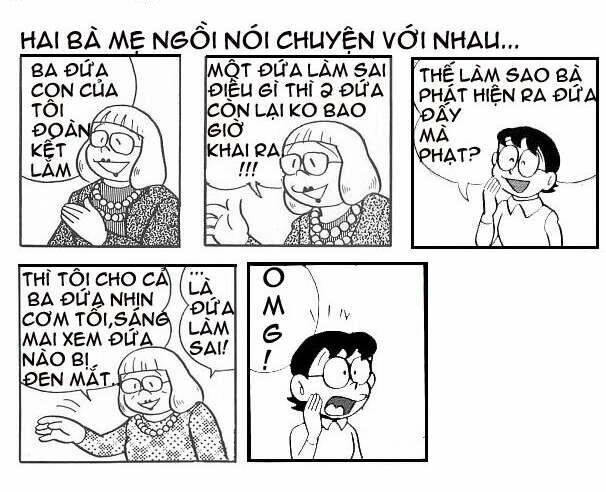 HAI BÀ MẸ NGỒI NÓI CHUYỆN VỚI NHAU...
BA ĐỨA
CON CỦA
TÔI
ĐOÀN
KẾT
LẮM
MỘT ĐỨA LÀM SAI
ĐIỀU GÌ THÌ 2 ĐỨA
CÒN LẠI KO BAO
GIỜ
KHAI RA
!!!
THẾ LÀM SAO BÀ
PHÁT HIỆN RA ĐỨA
ĐẤY
MÀ
PHẠT?
THÌ TÔI CHO CẢ
BA ĐỨA NHỊN
CƠM TỐI,SÁNG
MAI XEM ĐỨA
NÀO BỊ
ĐEN MẮT..
...
LÀ
ĐỨA
LÀM
SAI!
O
M
G
!